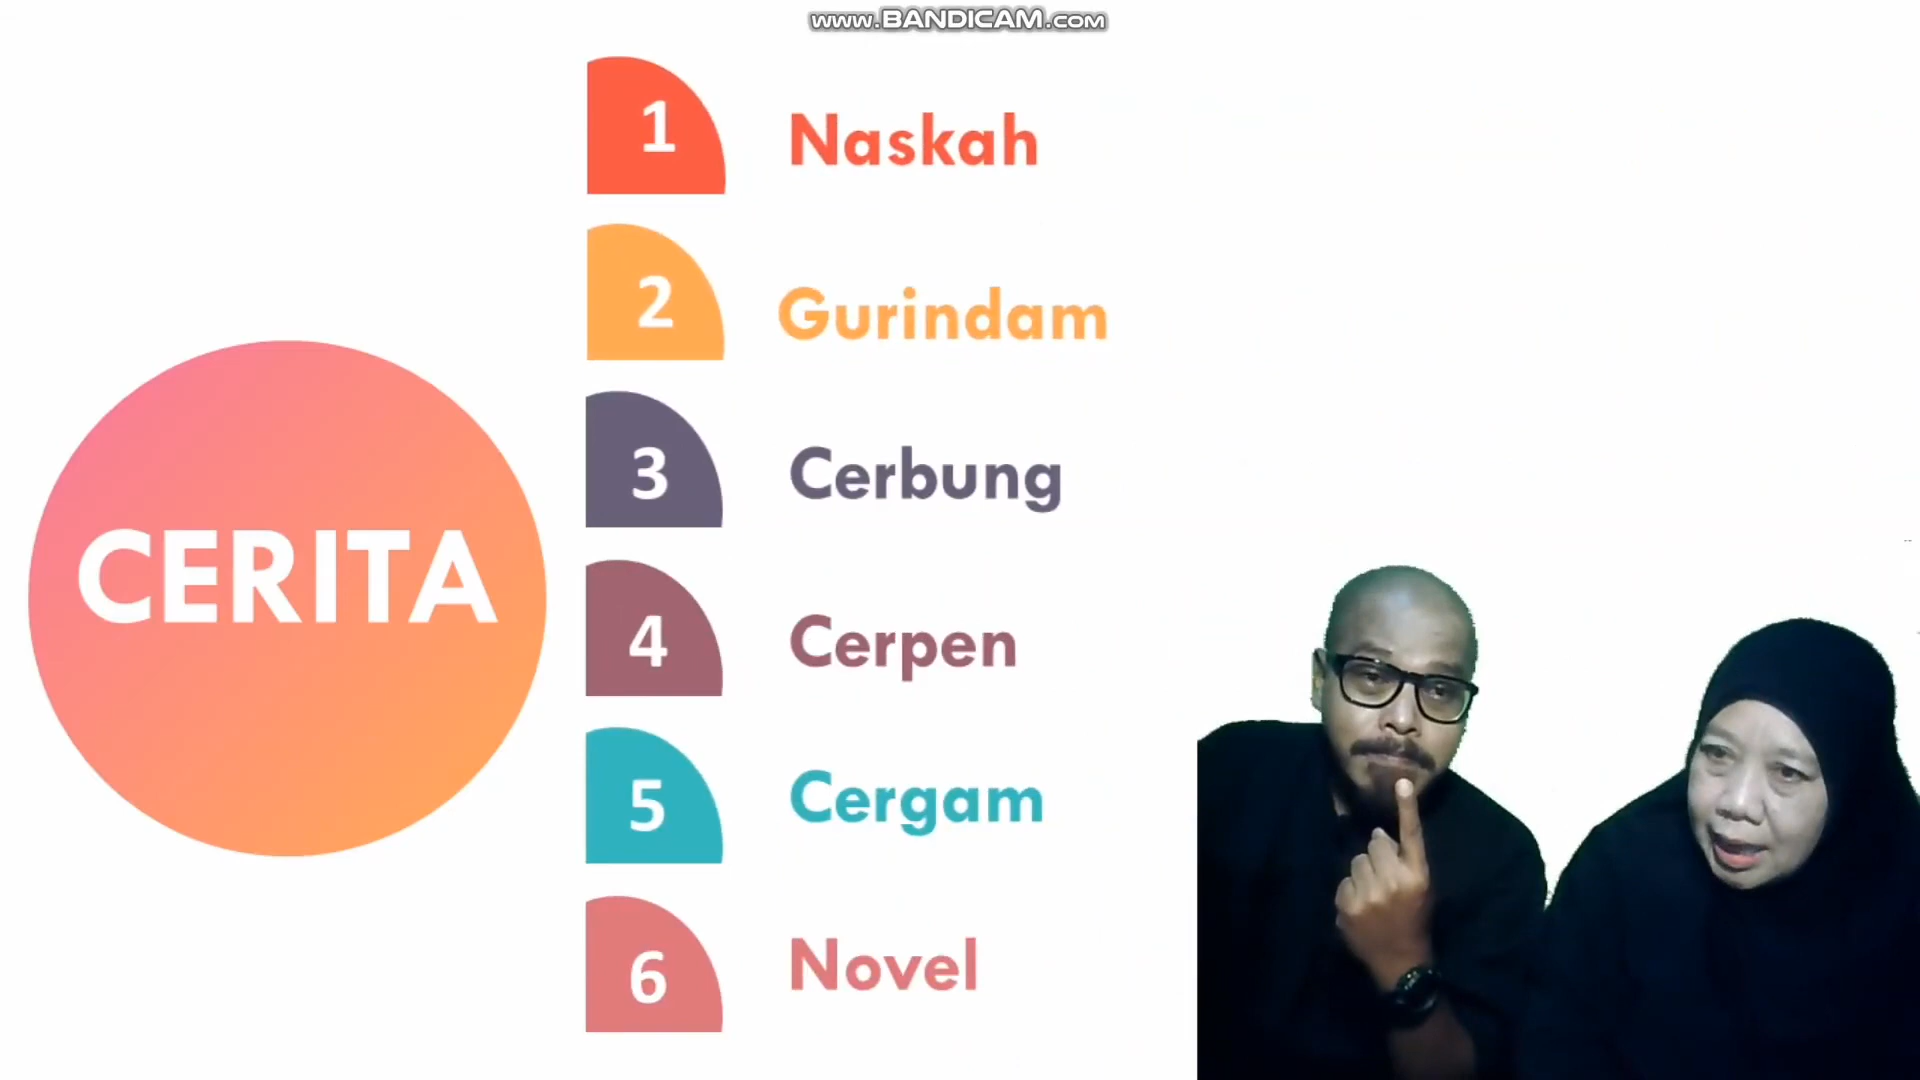 www.BANDICAM.com
1 Naskah
2 Gurindam
3 Cerbung
CERITA
4 Cerpen
5 Cergam
6 Novel